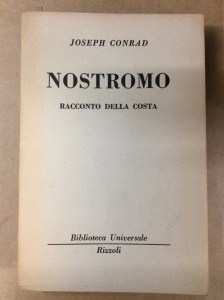 JOSEPH CONRAD
NOSTROMO
RACCONTO DELLA COSTA
Biblioteca Universale
Rizzoli